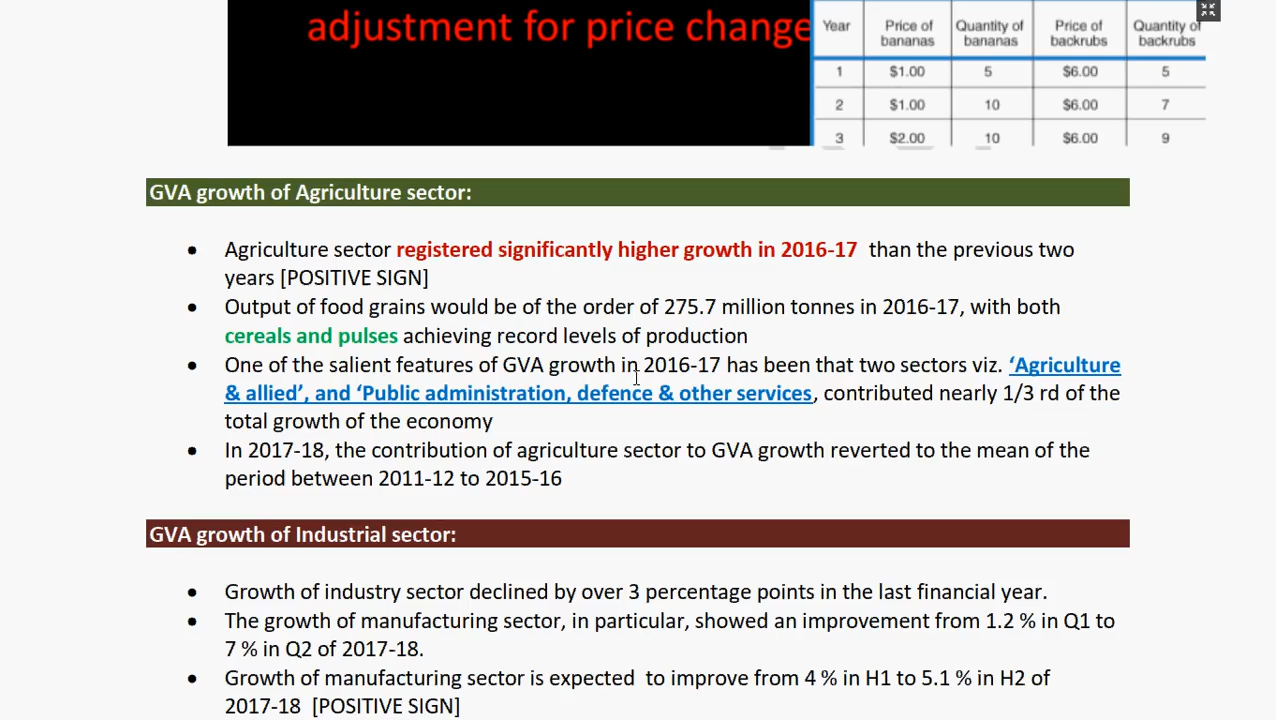 adjustment for price change
Year Price of bananas Quantity of bananas Price of backrubs Quantity of backrubs
1 $1.00 5 $6.00 5
2 $1.00 10 $6.00 7
3 $2.00 10 $6.00 9
GVA growth of Agriculture sector:
• Agriculture sector registered significantly higher growth in 2016-17 than the previous two
years [POSITIVE SIGN]
• Output of food grains would be of the order of 275.7 million tonnes in 2016-17, with both
cereals and pulses achieving record levels of production
• One of the salient features of GVA growth in 2016-17 has been that two sectors viz. ‘Agriculture
& allied’, and ‘Public administration, defence & other services, contributed nearly 1/3 rd of the
total growth of the economy
• In 2017-18, the contribution of agriculture sector to GVA growth reverted to the mean of the
period between 2011-12 to 2015-16
GVA growth of Industrial sector:
• Growth of industry sector declined by over 3 percentage points in the last financial year.
• The growth of manufacturing sector, in particular, showed an improvement from 1.2 % in Q1 to
7 % in Q2 of 2017-18.
• Growth of manufacturing sector is expected to improve from 4 % in H1 to 5.1 % in H2 of
2017-18 [POSITIVE SIGN]